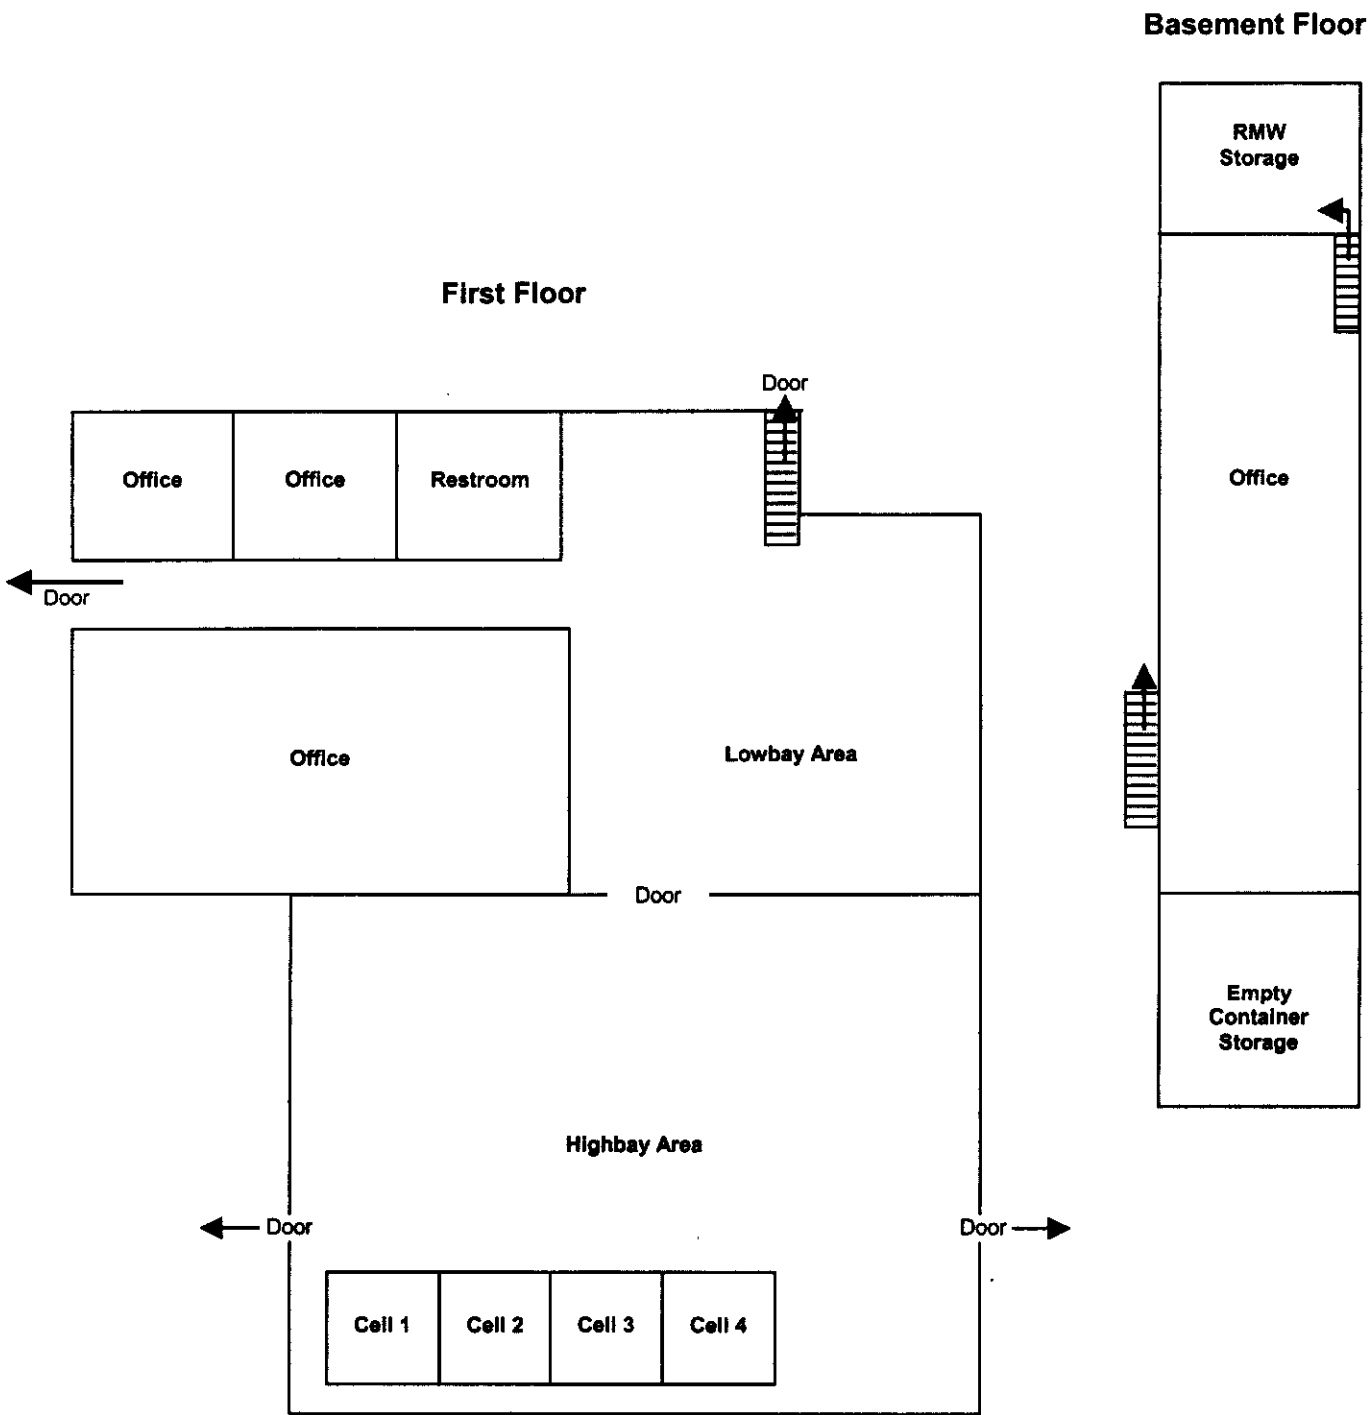 Basement Floor
RMW
Storage
First Floor
Door
Office
Office
Restroom
Office
Door
Office
Lowbay Area
Door
Empty
Container
Storage
Highbay Area
Door
Door
Cell 1
Cell 2
Cell 3
Cell 4